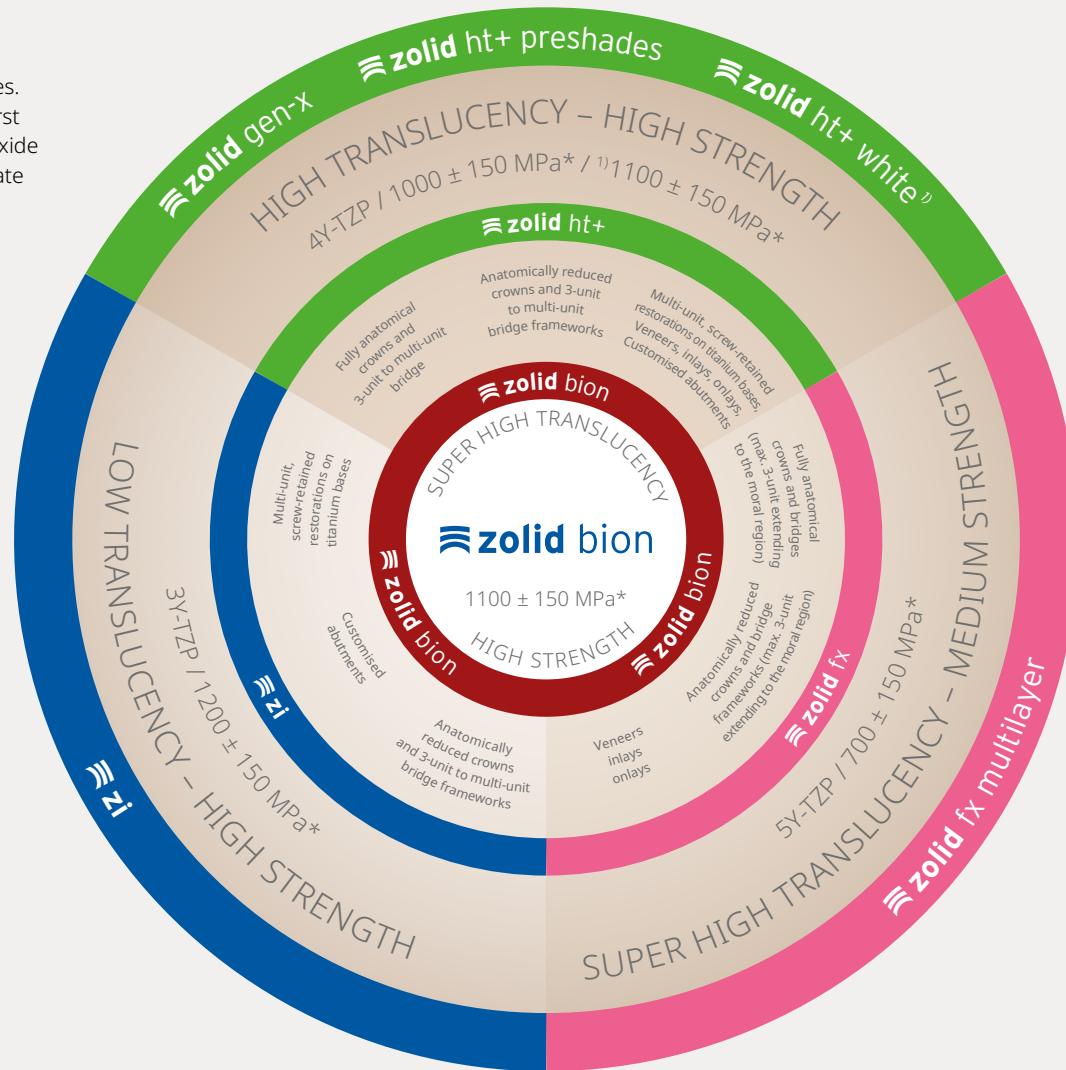 es.
rst
xide
ate
zolid gen-x
zolid ht+ preshades
zolid ht+ white ¹⁾
HIGH TRANSLUCENCY – HIGH STRENGTH
4Y-TZP / 1000 ± 150 MPa* / ¹⁾1100 ± 150 MPa*
zolid ht+
Fully anatomical
crowns and
3-unit to multi-unit
bridge
Anatomically reduced
crowns and 3-unit
to multi-unit
bridge frameworks
Multi-unit, screw-retained
restorations on titanium bases,
Veneers, inlays, onlays,
Customised abutments
zolid bion
SUPER HIGH TRANSLUCENCY
zolid bion
1100 ± 150 MPa*
HIGH STRENGTH
zolid bion
zolid bion
Multi-unit,
screw-retained
restorations on
titanium bases
Customised
abutments
Anatomically
reduced crowns
and 3-unit to multi-unit
bridge frameworks
zi
LOW TRANSLUCENCY – HIGH STRENGTH
3Y-TZP / 1200 ± 150 MPa*
zi
Fully anatomical
crowns and bridges
(max. 3-unit extending
to the moral region)
Anatomically reduced
crowns and bridge
frameworks (max. 3-unit
extending to the moral region)
Veneers
inlays
onlays
zolid fx
5Y-TZP / 700 ± 150 MPa*
SUPER HIGH TRANSLUCENCY – MEDIUM STRENGTH
zolid fx multilayer